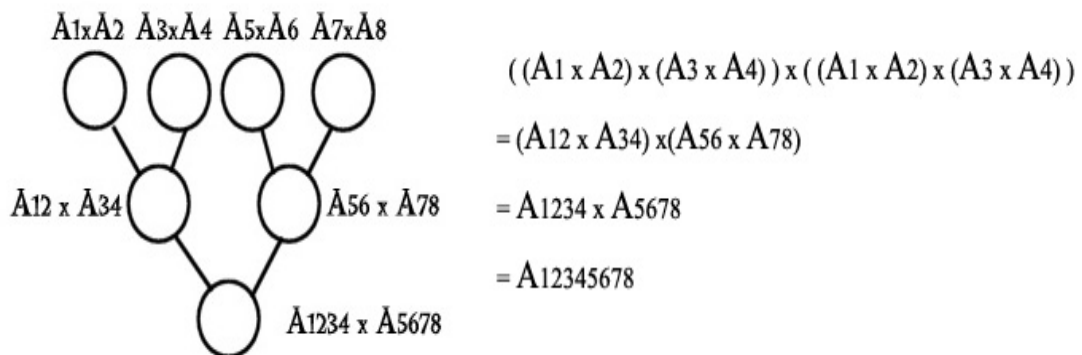 Ā1xĀ2 Ā3xĀ4 Ā5xĀ6 Ā7xĀ8
Ā12 x Ā34
Ā56 x Ā78
Ā1234 x Ā5678
((A1 x A2) x (A3 x A4)) x ((A1 x A2) x (A3 x A4))
= (A12 x A34) x(A56 x A78)
= A1234 x A5678
= A12345678